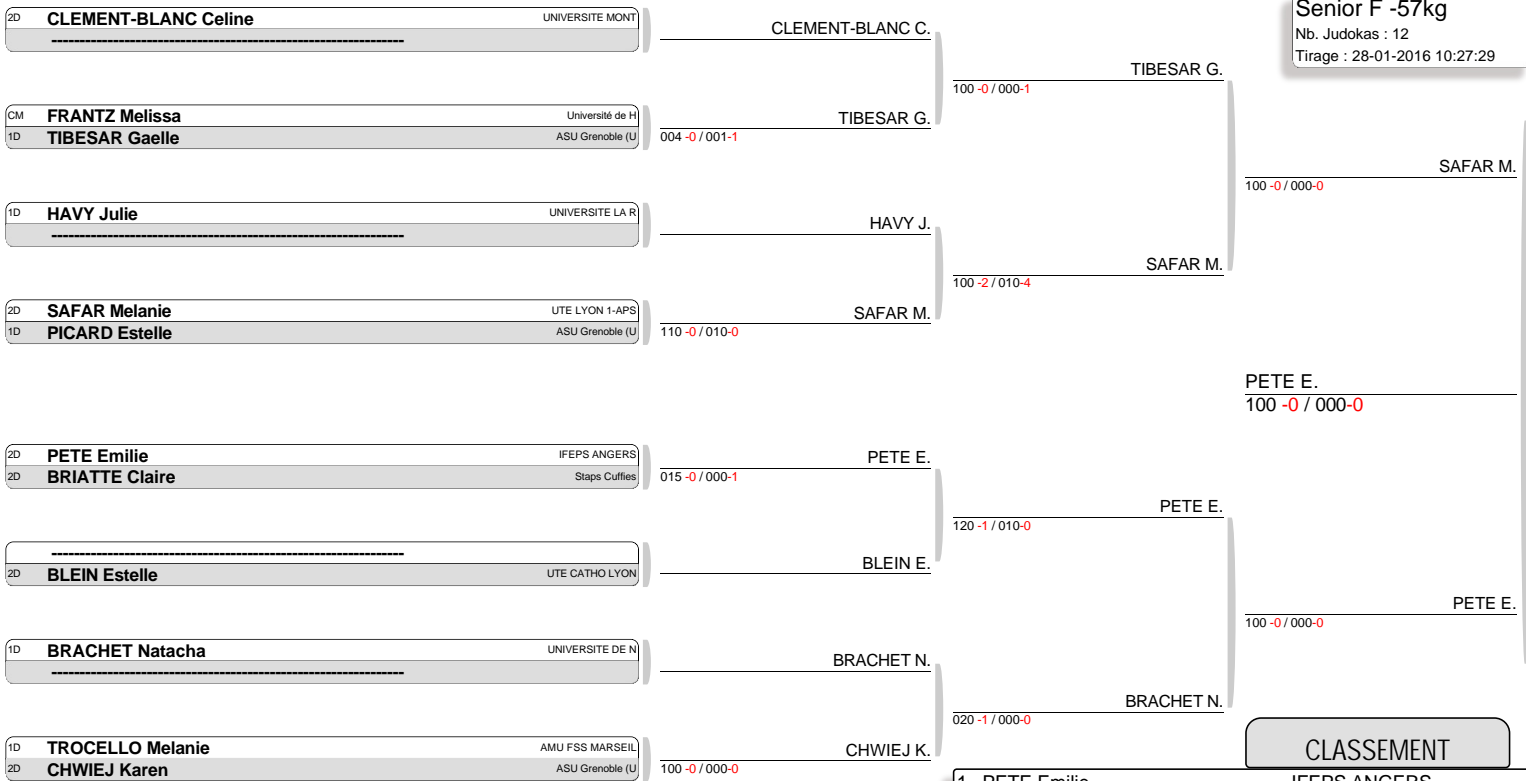 Senior F -57kg
Nb. Judokas : 12
Tirage : 28-01-2016 10:27:29
2D CLEMENT-BLANC Celine UNIVERSITE MONT
----------------------------------------------------------------
CLEMENT-BLANC C.
TIBESAR G.
100 -0 / 000-1
CM FRANTZ Melissa Université de H
1D TIBESAR Gaelle ASU Grenoble (U
TIBESAR G.
004 -0 / 001-1
SAFAR M.
100 -0 / 000-0
1D HAVY Julie UNIVERSITE LA R
----------------------------------------------------------------
HAVY J.
SAFAR M.
100 -2 / 010-4
2D SAFAR Melanie UTE LYON 1-APS
1D PICARD Estelle ASU Grenoble (U
SAFAR M.
110 -0 / 010-0
PETE E.
100 -0 / 000-0
2D PETE Emilie IFEPS ANGERS
2D BRIATTE Claire Staps Cuffies
PETE E.
015 -0 / 000-1
PETE E.
120 -1 / 010-0
----------------------------------------------------------------
2D BLEIN Estelle UTE CATHO LYON
BLEIN E.
PETE E.
100 -0 / 000-0
1D BRACHET Natacha UNIVERSITE DE N
----------------------------------------------------------------
BRACHET N.
BRACHET N.
020 -1 / 000-0
1D TROCELLO Melanie AMU FSS MARSEIL
2D CHWIEJ Karen ASU Grenoble (U
CHWIEJ K.
100 -0 / 000-0
CLASSEMENT
1 PETE Emilie IFEPS ANGERS